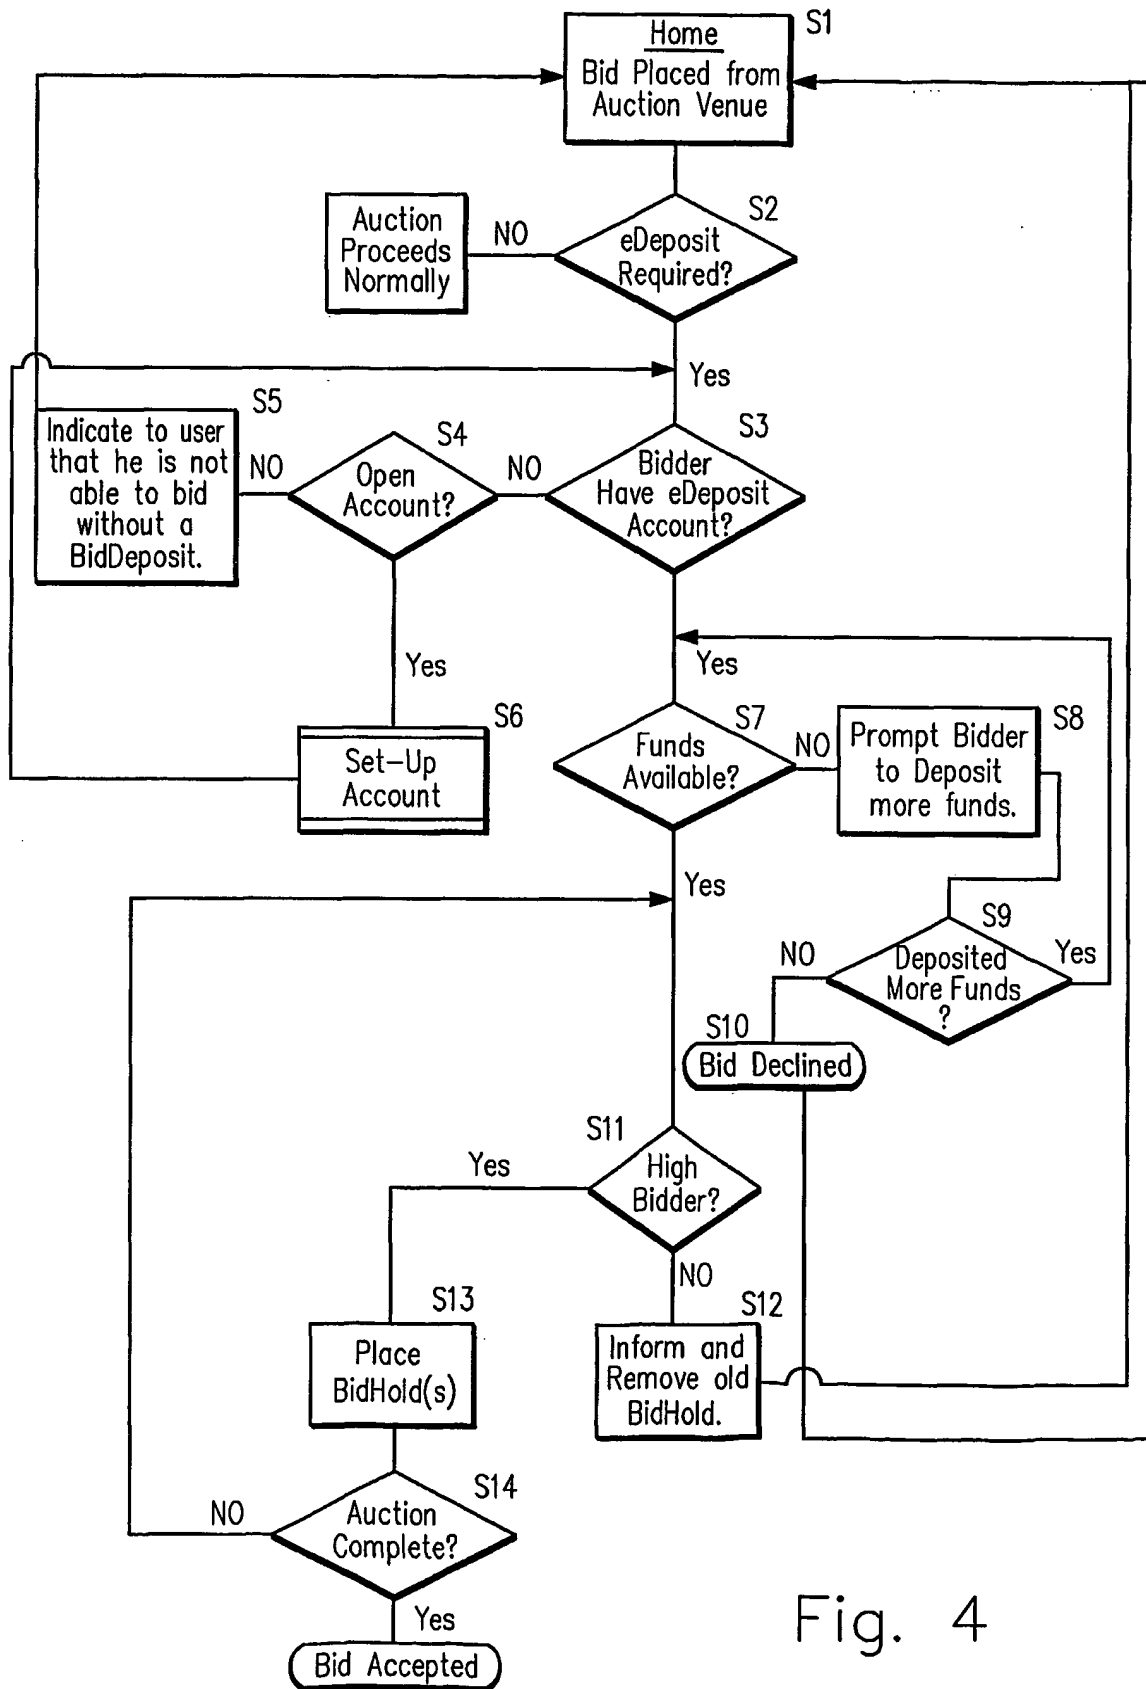 S1
Home
Bid Placed from
Auction Venue
S2
eDeposit
Required?
NO
Auction
Proceeds
Normally
Yes
S3
Bidder
Have eDeposit
Account?
NO
S4
Open
Account?
NO
S5
Indicate to user
that he is not
able to bid
without a
BidDeposit.
Yes
S6
Set-Up
Account
Yes
S7
Funds
Available?
NO
S8
Prompt Bidder
to Deposit
more funds.
Yes
S9
Deposited
More Funds
?
Yes
NO
S10
Bid Declined
S11
High
Bidder?
Yes
NO
S12
Inform and
Remove old
BidHold.
S13
Place
BidHold(s)
S14
Auction
Complete?
NO
Yes
Bid Accepted
Fig. 4